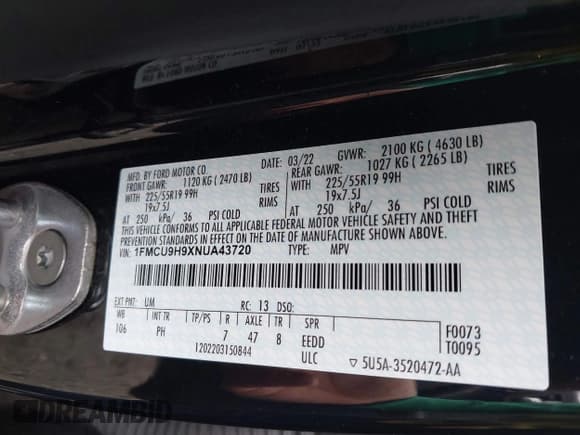 MFD. BY FORD MOTOR CO.
DATE: 03/22 GVWR: 2100 KG ( 4630 LB)
FRONT GAWR: 1120 KG ( 2470 LB)
REAR GAWR: 1027 KG ( 2265 LB)
WITH 225/55R19 99H TIRES
WITH 225/55R19 99H TIRES
19x7.5J RIMS
19x7.5J RIMS
AT 250 kPa/ 36 PSI COLD
AT 250 kPa/ 36 PSI COLD
THIS VEHICLE CONFORMS TO ALL APPLICABLE FEDERAL MOTOR VEHICLE SAFETY AND THEFT
PREVENTION STANDARDS IN EFFECT ON THE DATE OF MANUFACTURE SHOWN ABOVE.
VIN: 1FMCU9H9XNUA43720 TYPE: MPV
EXT PNT: UM RC: 13 DSO:
WB INT TR TP/PS R AXLE TR SPR F0073
106 PH 7 47 8 EEDD T0095
1202203150844 ULC ▽ 5U5A-3520472-AA
DREAMBID